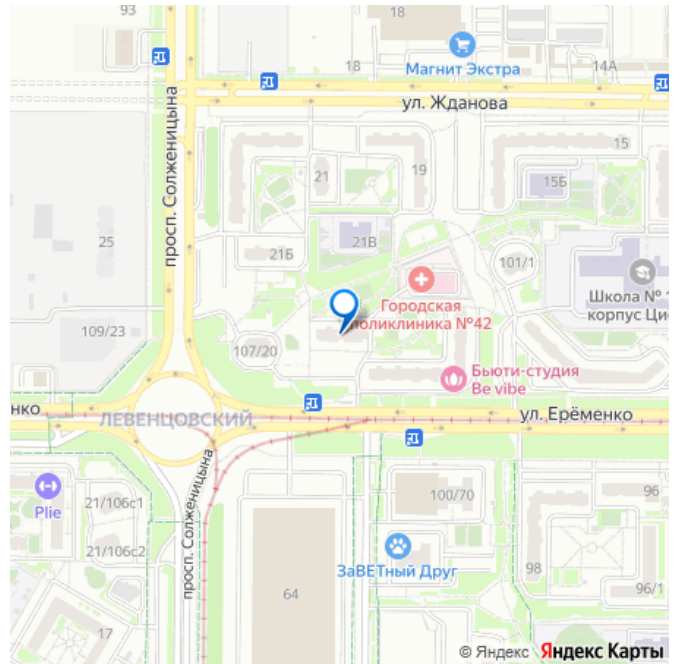 93
18
Магнит Экстра
18
14А
ул. Жданова
просп. Солженицына
19
15
21
15Б
25
21Б
21В
101/1
Городская
поликлиника №42
Школа №
корпус Ци
109/23
107/20
Бьюти-студия
Be vibe
нко
ЛЕВЕНЦОВСКИЙ
ул. Ерёменко
просп. Солженицына
Plie
21/106с1
21/106с2
100/70
96
ЗаВЕТный Друг
64
98
96/1
17
© Яндекс Яндекс Карты